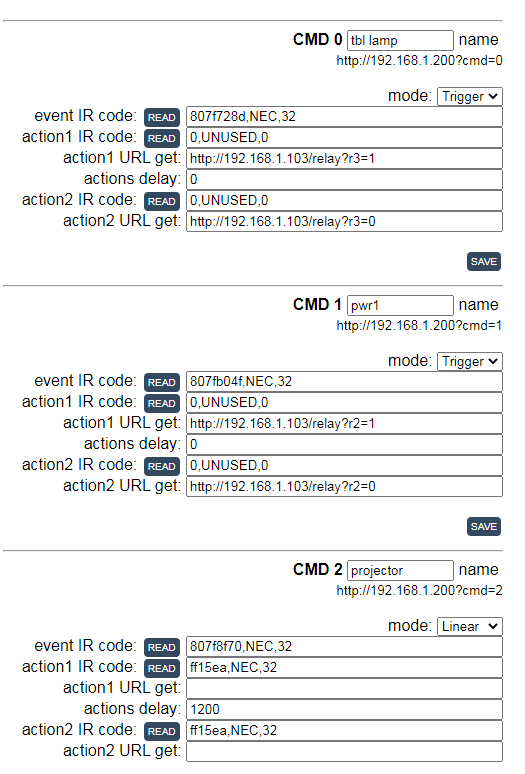 CMD 0 tbl lamp name
http://192.168.1.200?cmd=0
mode: Trigger
event IR code: READ 807f728d,NEC,32
action1 IR code: READ 0,UNUSED,0
action1 URL get: http://192.168.1.103/relay?r3=1
actions delay: 0
action2 IR code: READ 0,UNUSED,0
action2 URL get: http://192.168.1.103/relay?r3=0
SAVE
CMD 1 pwr1 name
http://192.168.1.200?cmd=1
mode: Trigger
event IR code: READ 807fb04f,NEC,32
action1 IR code: READ 0,UNUSED,0
action1 URL get: http://192.168.1.103/relay?r2=1
actions delay: 0
action2 IR code: READ 0,UNUSED,0
action2 URL get: http://192.168.1.103/relay?r2=0
SAVE
CMD 2 projector name
http://192.168.1.200?cmd=2
mode: Linear
event IR code: READ 807f8f70,NEC,32
action1 IR code: READ ff15ea,NEC,32
action1 URL get:
actions delay: 1200
action2 IR code: READ ff15ea,NEC,32
action2 URL get: